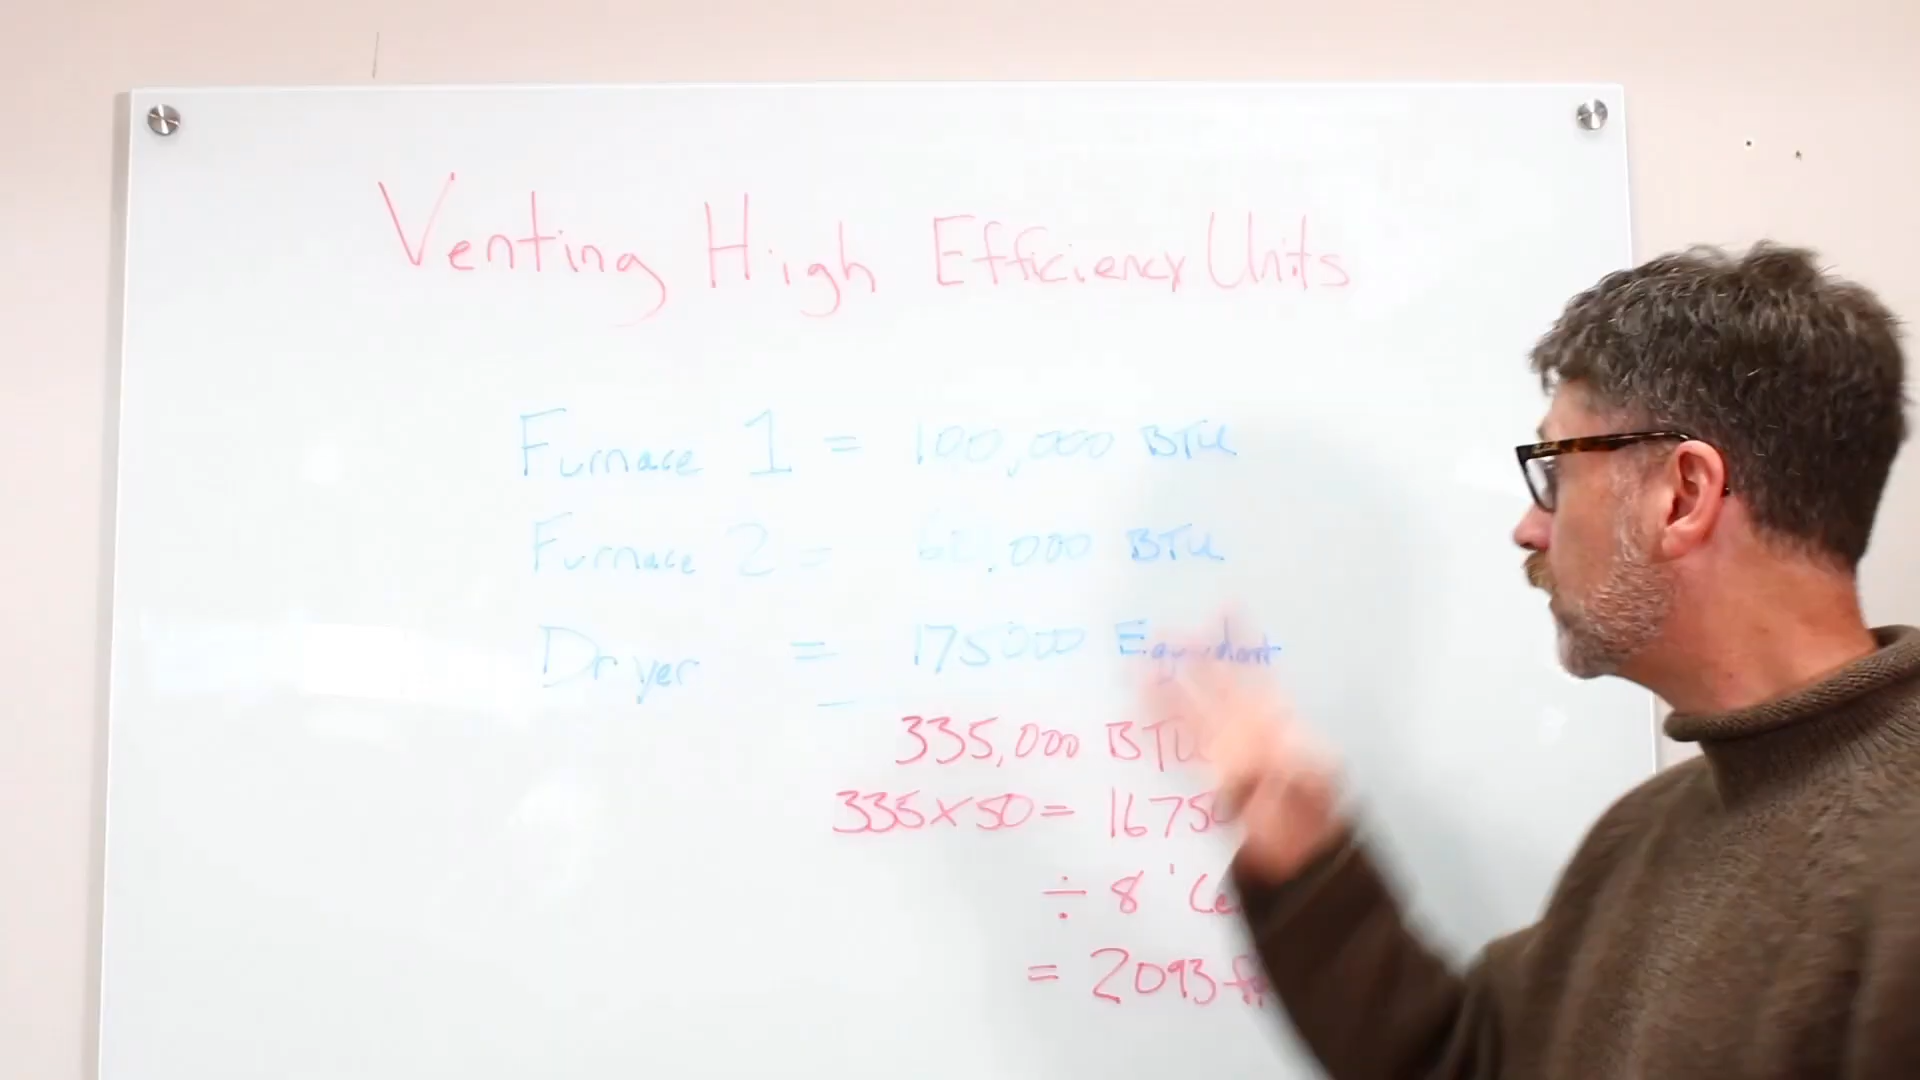 Venting High Efficiency Units
Furnace 1 = 100,000 BTU
Furnace 2 = ,000 BTU
Dryer = 175000
335,000 BTU
335x50= 1675
÷ 8'
= 2093